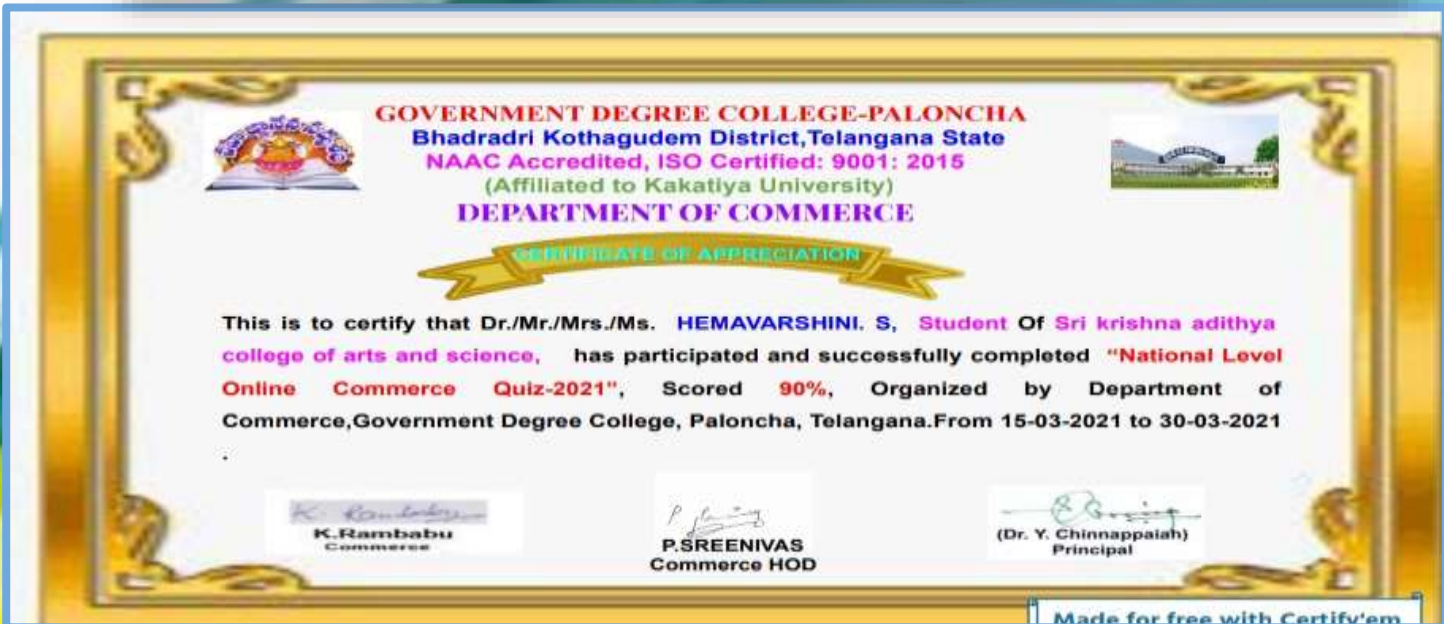 GOVERNMENT DEGREE COLLEGE-PALONCHA
Bhadradri Kothagudem District,Telangana State
NAAC Accredited, ISO Certified: 9001: 2015
(Affiliated to Kakatiya University)
DEPARTMENT OF COMMERCE
CERTIFICATE OF APPRECIATION
This is to certify that Dr./Mr./Mrs./Ms. HEMAVARSHINI. S, Student Of Sri krishna adithya
college of arts and science, has participated and successfully completed “National Level
Online Commerce Quiz-2021”, Scored 90%, Organized by Department of
Commerce,Government Degree College, Paloncha, Telangana.From 15-03-2021 to 30-03-2021
.
K. Rambabu
K.Rambabu
Commerce
P.SREENIVAS
Commerce HOD
(Dr. Y. Chinnappaiah)
Principal
Made for free with Certify'em